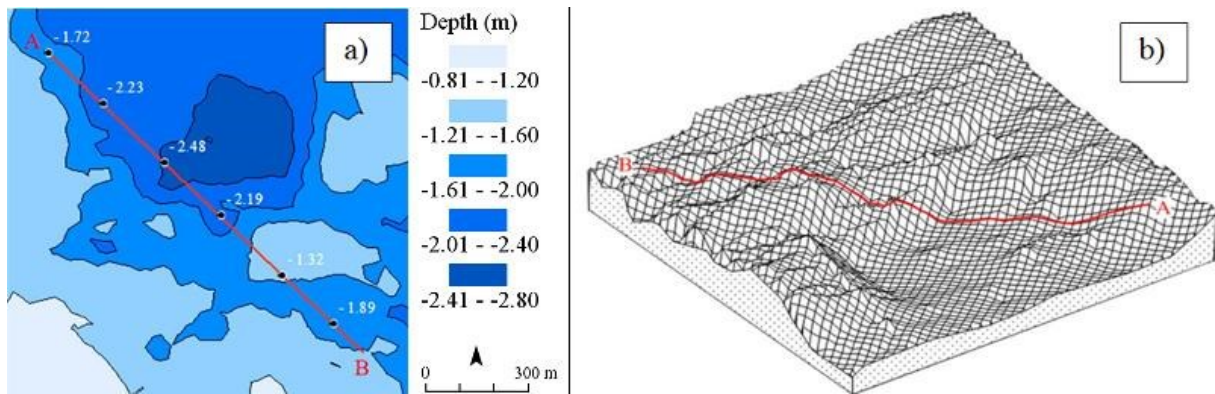 a)
A
- 1.72
- 2.23
- 2.48
- 2.19
- 1.32
- 1.89
B
Depth (m)
-0.81 - -1.20
-1.21 - -1.60
-1.61 - -2.00
-2.01 - -2.40
-2.41 - -2.80
0 300 m
b)
B
A